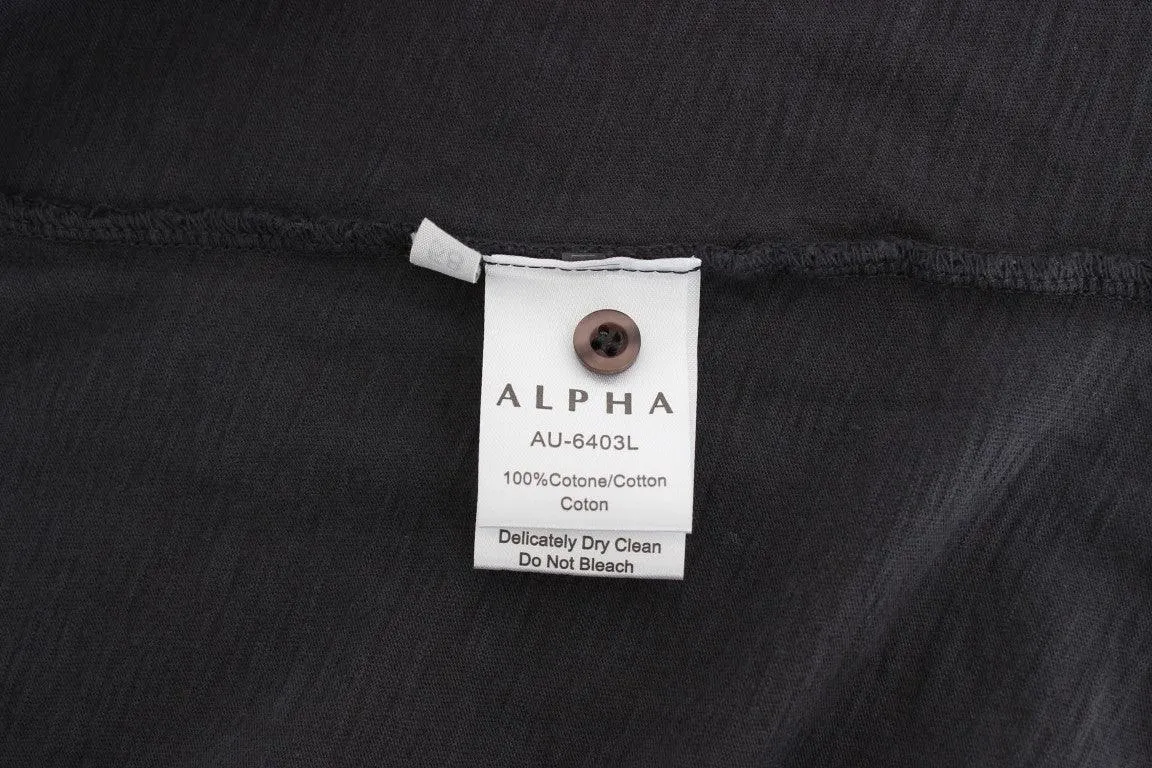 ALPHA
AU-6403L
100%Cotone/Cotton
Coton
Delicately Dry Clean
Do Not Bleach